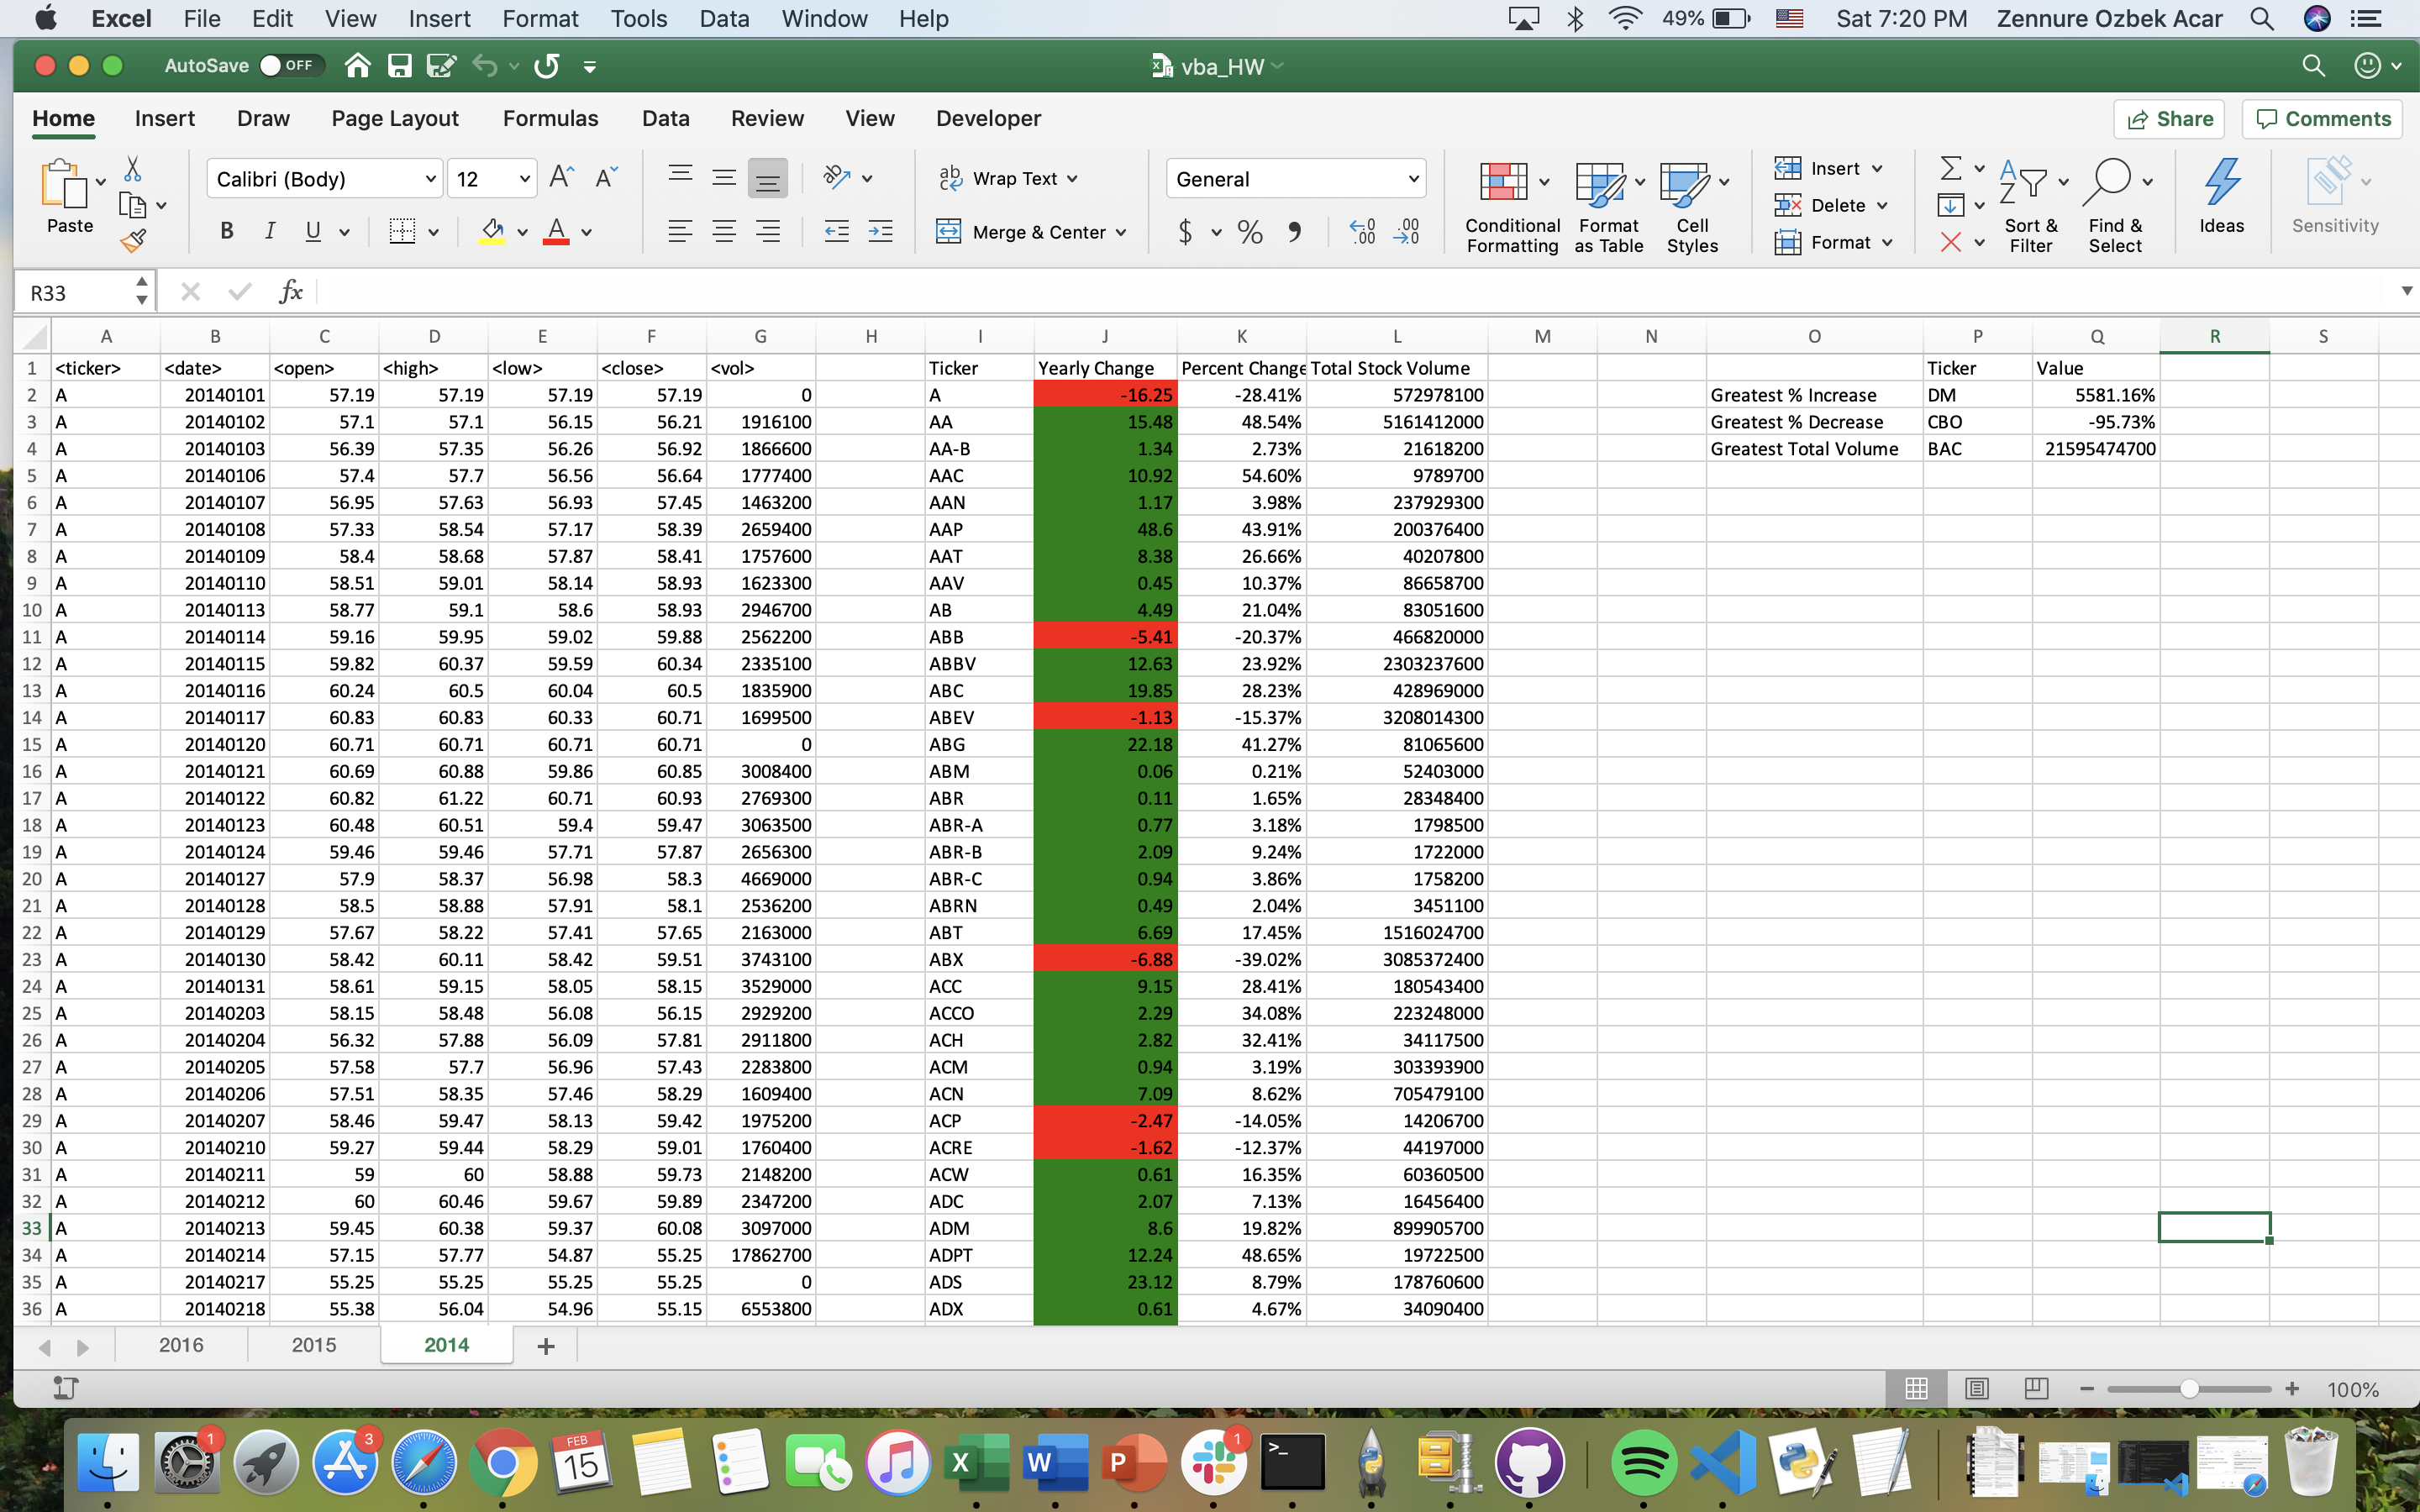 Excel File Edit View Insert Format Tools Data Window Help 49% Sat 7:20 PM Zennure Ozbek Acar
AutoSave OFF vba_HW
Home Insert Draw Page Layout Formulas Data Review View Developer Share Comments
Paste Calibri (Body) 12 A A Wrap Text General Insert
B I U A Merge & Center $ % Conditional Formatting Format as Table Cell Styles Delete Format Sort & Filter Find & Select Ideas Sensitivity
R33 fx
A B C D E F G H I J K L M N O P Q R S
1 <ticker> <date> <open> <high> <low> <close> <vol> Ticker Yearly Change Percent Change Total Stock Volume Ticker Value
2 A 20140101 57.19 57.19 57.19 57.19 0 A -16.25 -28.41% 572978100 Greatest % Increase DM 5581.16%
3 A 20140102 57.1 57.1 56.15 56.21 1916100 AA 15.48 48.54% 5161412000 Greatest % Decrease CBO -95.73%
4 A 20140103 56.39 57.35 56.26 56.92 1866600 AA-B 1.34 2.73% 21618200 Greatest Total Volume BAC 21595474700
5 A 20140106 57.4 57.7 56.56 56.64 1777400 AAC 10.92 54.60% 9789700
6 A 20140107 56.95 57.63 56.93 57.45 1463200 AAN 1.17 3.98% 237929300
7 A 20140108 57.33 58.54 57.17 58.39 2659400 AAP 48.6 43.91% 200376400
8 A 20140109 58.4 58.68 57.87 58.41 1757600 AAT 8.38 26.66% 40207800
9 A 20140110 58.51 59.01 58.14 58.93 1623300 AAV 0.45 10.37% 86658700
10 A 20140113 58.77 59.1 58.6 58.93 2946700 AB 4.49 21.04% 83051600
11 A 20140114 59.16 59.95 59.02 59.88 2562200 ABB -5.41 -20.37% 466820000
12 A 20140115 59.82 60.37 59.59 60.34 2335100 ABBV 12.63 23.92% 2303237600
13 A 20140116 60.24 60.5 60.04 60.5 1835900 ABC 19.85 28.23% 428969000
14 A 20140117 60.83 60.83 60.33 60.71 1699500 ABEV -1.13 -15.37% 3208014300
15 A 20140120 60.71 60.71 60.71 60.71 0 ABG 22.18 41.27% 81065600
16 A 20140121 60.69 60.88 59.86 60.85 3008400 ABM 0.06 0.21% 52403000
17 A 20140122 60.82 61.22 60.71 60.93 2769300 ABR 0.11 1.65% 28348400
18 A 20140123 60.48 60.51 59.4 59.47 3063500 ABR-A 0.77 3.18% 1798500
19 A 20140124 59.46 59.46 57.71 57.87 2656300 ABR-B 2.09 9.24% 1722000
20 A 20140127 57.9 58.37 56.98 58.3 4669000 ABR-C 0.94 3.86% 1758200
21 A 20140128 58.5 58.88 57.91 58.1 2536200 ABRN 0.49 2.04% 3451100
22 A 20140129 57.67 58.22 57.41 57.65 2163000 ABT 6.69 17.45% 1516024700
23 A 20140130 58.42 60.11 58.42 59.51 3743100 ABX -6.88 -39.02% 3085372400
24 A 20140131 58.61 59.15 58.05 58.15 3529000 ACC 9.15 28.41% 180543400
25 A 20140203 58.15 58.48 56.08 56.15 2929200 ACCO 2.29 34.08% 223248000
26 A 20140204 56.32 57.88 56.09 57.81 2911800 ACH 2.82 32.41% 34117500
27 A 20140205 57.58 57.7 56.96 57.43 2283800 ACM 0.94 3.19% 303393900
28 A 20140206 57.51 58.35 57.46 58.29 1609400 ACN 7.09 8.62% 705479100
29 A 20140207 58.46 59.47 58.13 59.42 1975200 ACP -2.47 -14.05% 14206700
30 A 20140210 59.27 59.44 58.29 59.01 1760400 ACRE -1.62 -12.37% 44197000
31 A 20140211 59 60 58.88 59.73 2148200 ACW 0.61 16.35% 60360500
32 A 20140212 60 60.46 59.67 59.89 2347200 ADC 2.07 7.13% 16456400
33 A 20140213 59.45 60.38 59.37 60.08 3097000 ADM 8.6 19.82% 899905700
34 A 20140214 57.15 57.77 54.87 55.25 17862700 ADPT 12.24 48.65% 19722500
35 A 20140217 55.25 55.25 55.25 55.25 0 ADS 23.12 8.79% 178760600
36 A 20140218 55.38 56.04 54.96 55.15 6553800 ADX 0.61 4.67% 34090400
2016 2015 2014 +
100%
1 3 FEB 15 X W P 1 >_